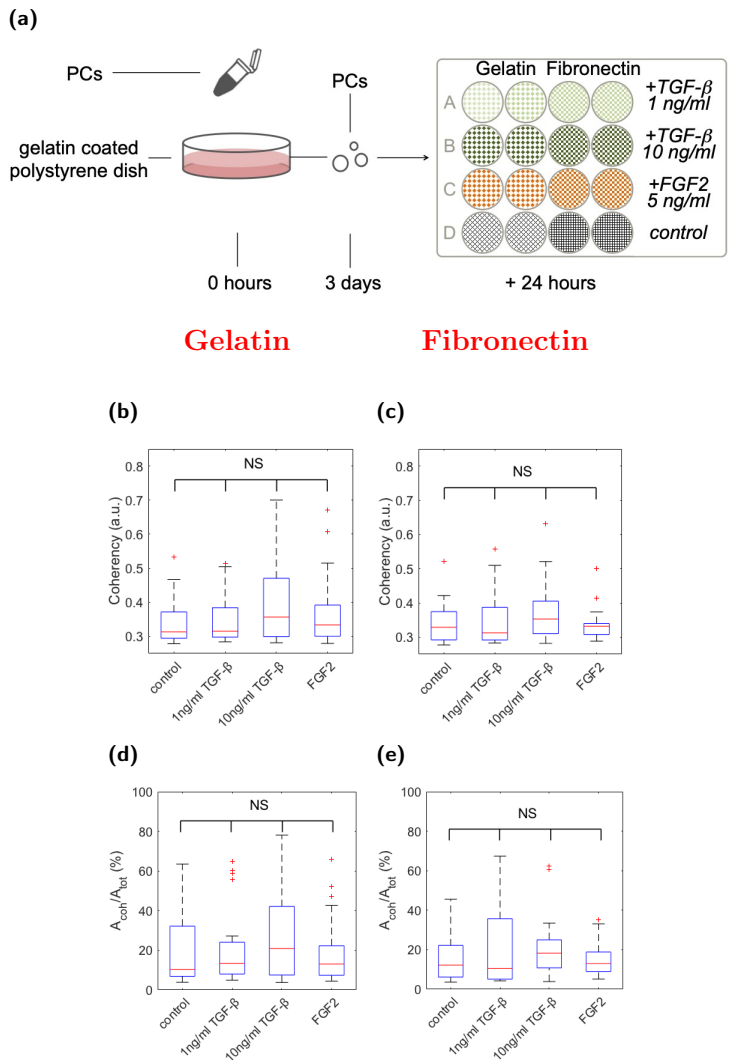 (a)
PCs
gelatin coated
polystyrene dish
PCs
Gelatin Fibronectin
A
+TGF-β
1 ng/ml
B
+TGF-β
10 ng/ml
C
+FGF2
5 ng/ml
D
control
0 hours
3 days
+ 24 hours
Gelatin
Fibronectin
(b)
NS
Coherency (a.u.)
0.8
0.7
0.6
0.5
0.4
0.3
control
1ng/ml TGF-β
10ng/ml TGF-β
FGF2
(c)
NS
Coherency (a.u.)
0.8
0.7
0.6
0.5
0.4
0.3
control
1ng/ml TGF-β
10ng/ml TGF-β
FGF2
(d)
NS
A_coh/A_tot (%)
100
80
60
40
20
0
control
1ng/ml TGF-β
10ng/ml TGF-β
FGF2
(e)
NS
A_coh/A_tot (%)
100
80
60
40
20
0
control
1ng/ml TGF-β
10ng/ml TGF-β
FGF2